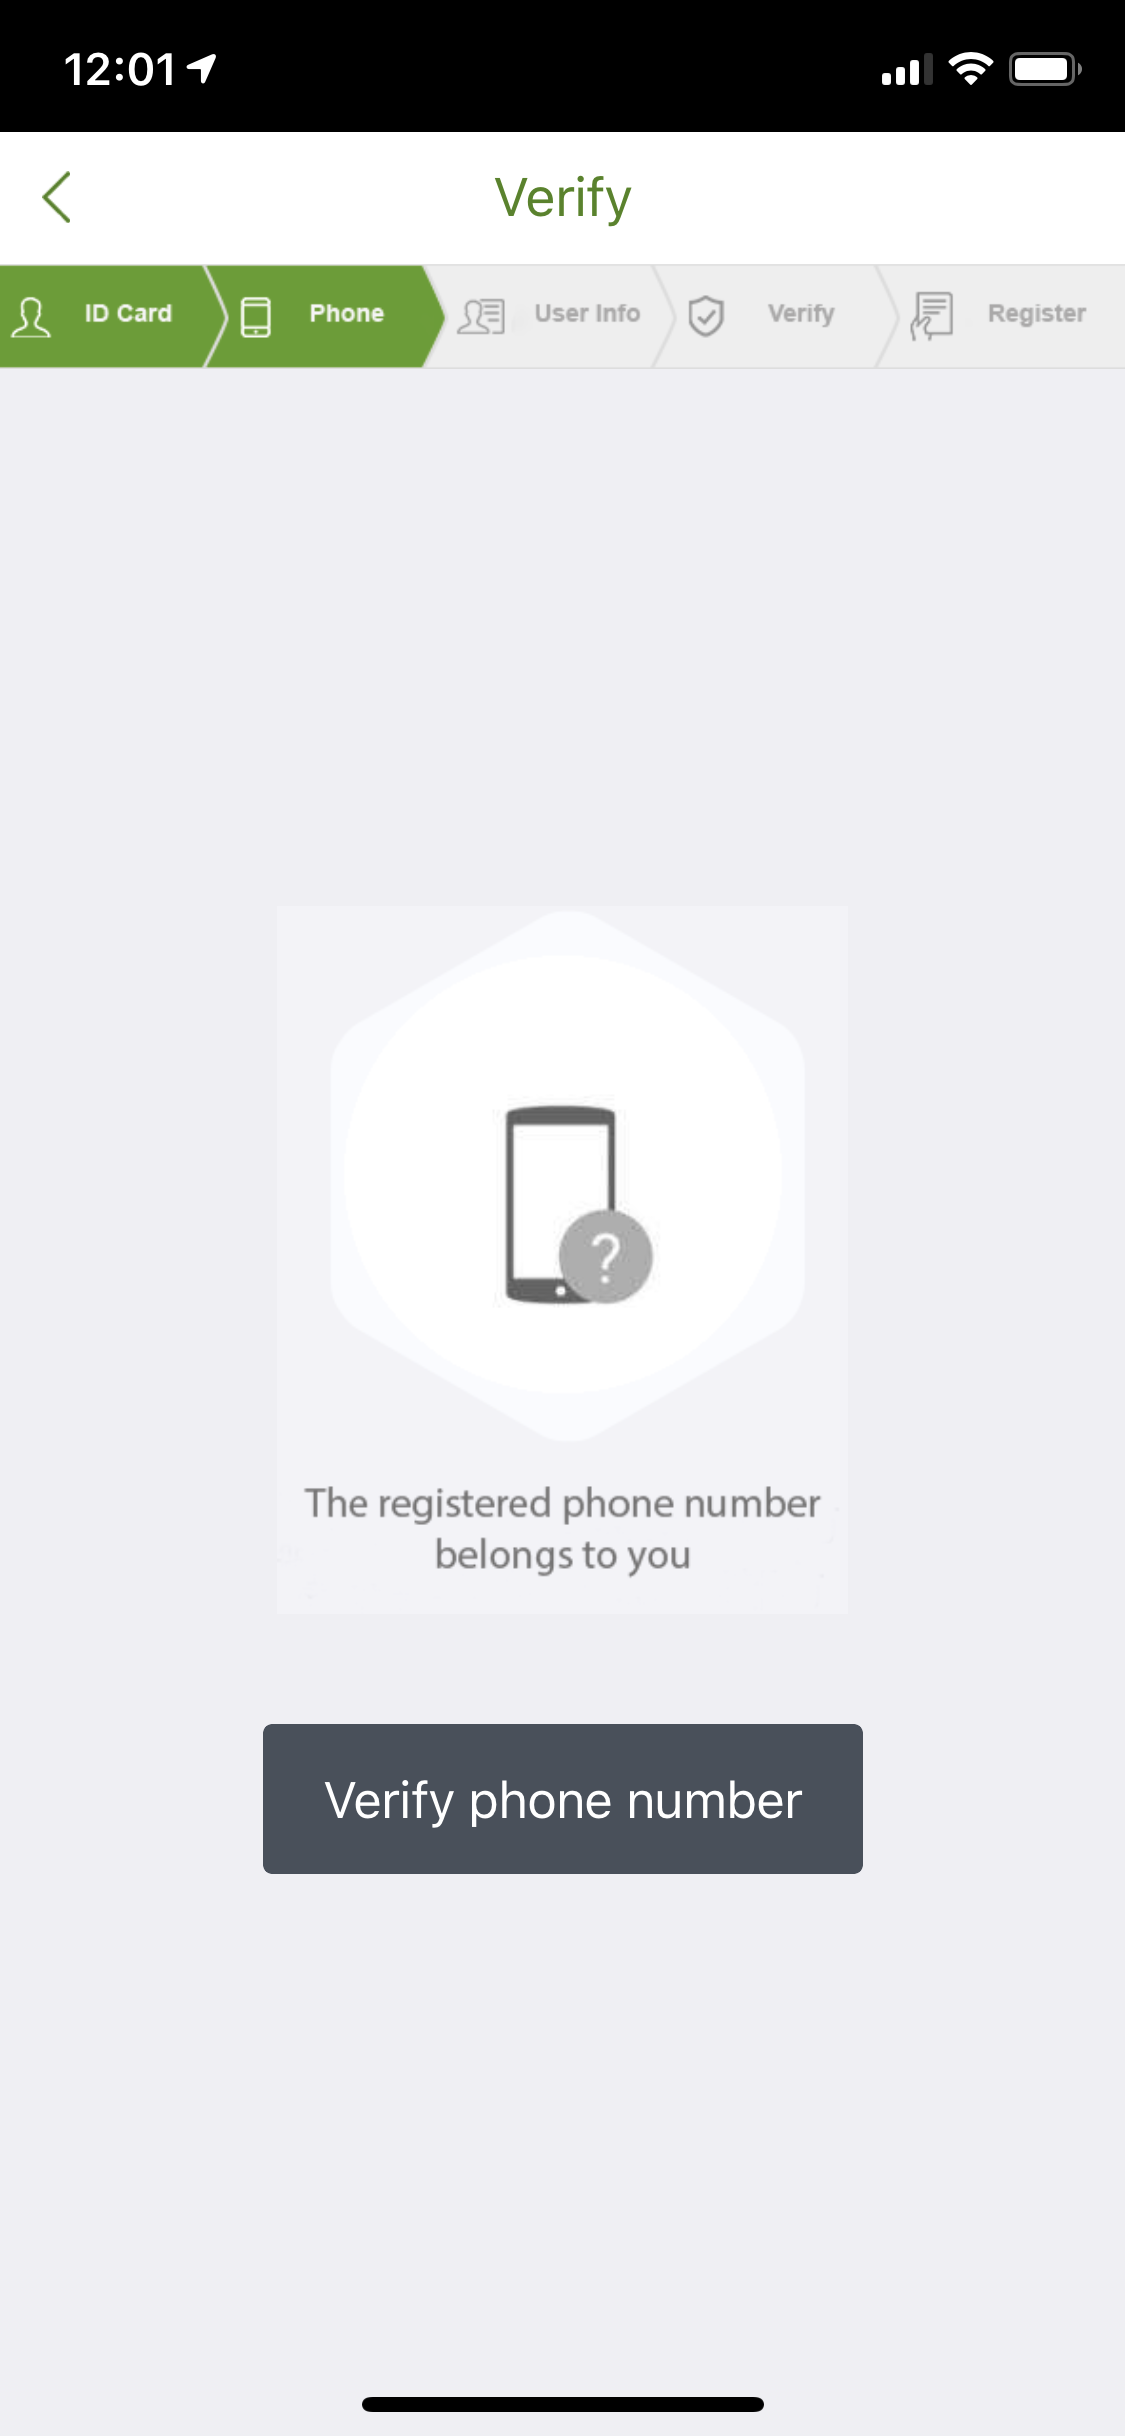 12:01
Verify
ID Card
Phone
User Info
Verify
Register
?
The registered phone number
belongs to you
Verify phone number